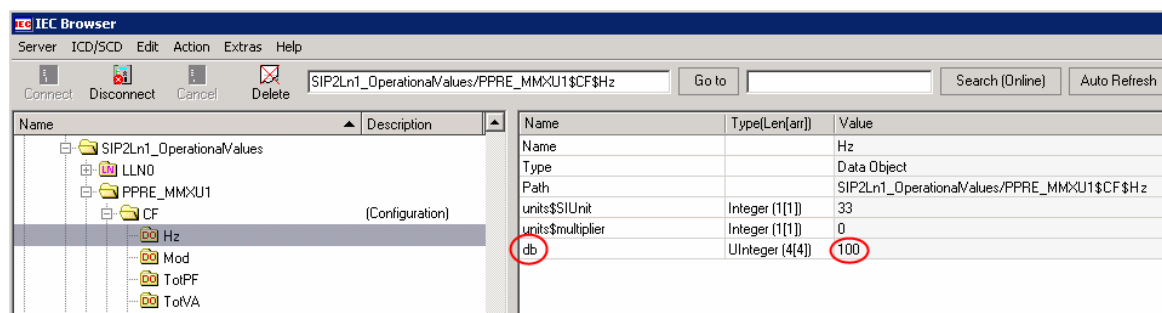 IEC IEC Browser
Server ICD/SCD Edit Action Extras Help
Connect Disconnect Cancel Delete SIP2Ln1_OperationalValues/PPRE_MMXU1$CF$Hz Go to Search (Online) Auto Refresh
Name Description
SIP2Ln1_OperationalValues
LN LLN0
PPRE_MMXU1
CF (Configuration)
DO Hz
DO Mod
DO TotPF
DO TotVA
Name Type(Len[arr]) Value
Name Hz
Type Data Object
Path SIP2Ln1_OperationalValues/PPRE_MMXU1$CF$Hz
units$SIUnit Integer (1[1]) 33
units$multiplier Integer (1[1]) 0
db UInteger (4[4]) 100